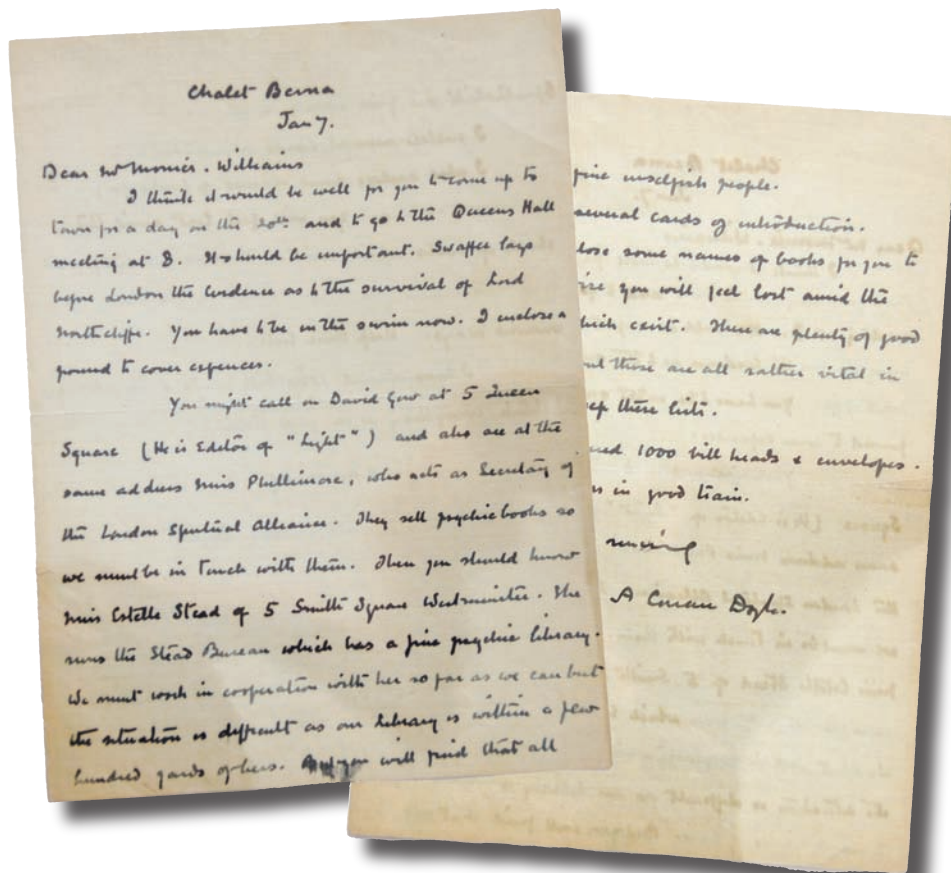 Chalet Berna
Jan 7.
Dear Mr Monier-Williams
I think it would be well for you to come up to
town for a day on the 20th and to go to the Queens Hall
meeting at 8. It should be important. Swaffer lays
before London the Evidence as to the survival of Lord
Northcliffe. You have to be in the swim now. I enclose a
pound to cover expences.
You might call on David Gow at 5 Queen
Square (He is Editor of "Light") and also see at the
same address Miss Phillimore, who acts as Secretary of
the London Spiritual Alliance. They sell psychic books so
we must be in touch with them. Then you should know
Miss Estelle Stead of 5 Smith Square Westminster. She
runs the Stead Bureau which has a fine psychic library.
We must work in cooperation with her so far as we can but
the situation is difficult as our library is within a few
hundred yards of hers. But you will find that all
fine unselfish people.
several cards of introduction.
close some names of books for you to
you will feel lost amid the
which exist. There are plenty of good
but these are all rather vital in
these lists.
1000 bill heads & envelopes.
in good train.
A Conan Doyle.